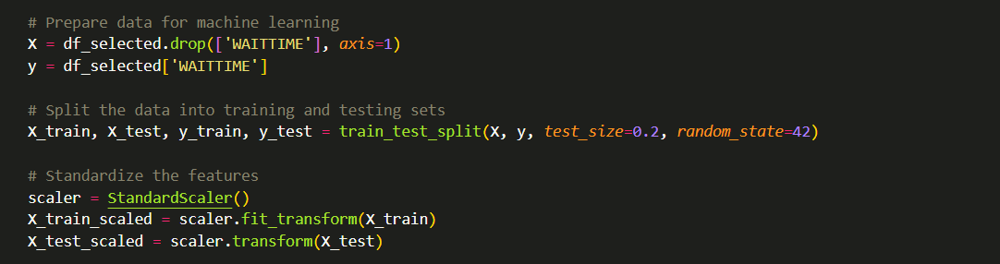 # Prepare data for machine learning
X = df_selected.drop(['WAITTIME'], axis=1)
y = df_selected['WAITTIME']
# Split the data into training and testing sets
X_train, X_test, y_train, y_test = train_test_split(X, y, test_size=0.2, random_state=42)
# Standardize the features
scaler = StandardScaler()
X_train_scaled = scaler.fit_transform(X_train)
X_test_scaled = scaler.transform(X_test)